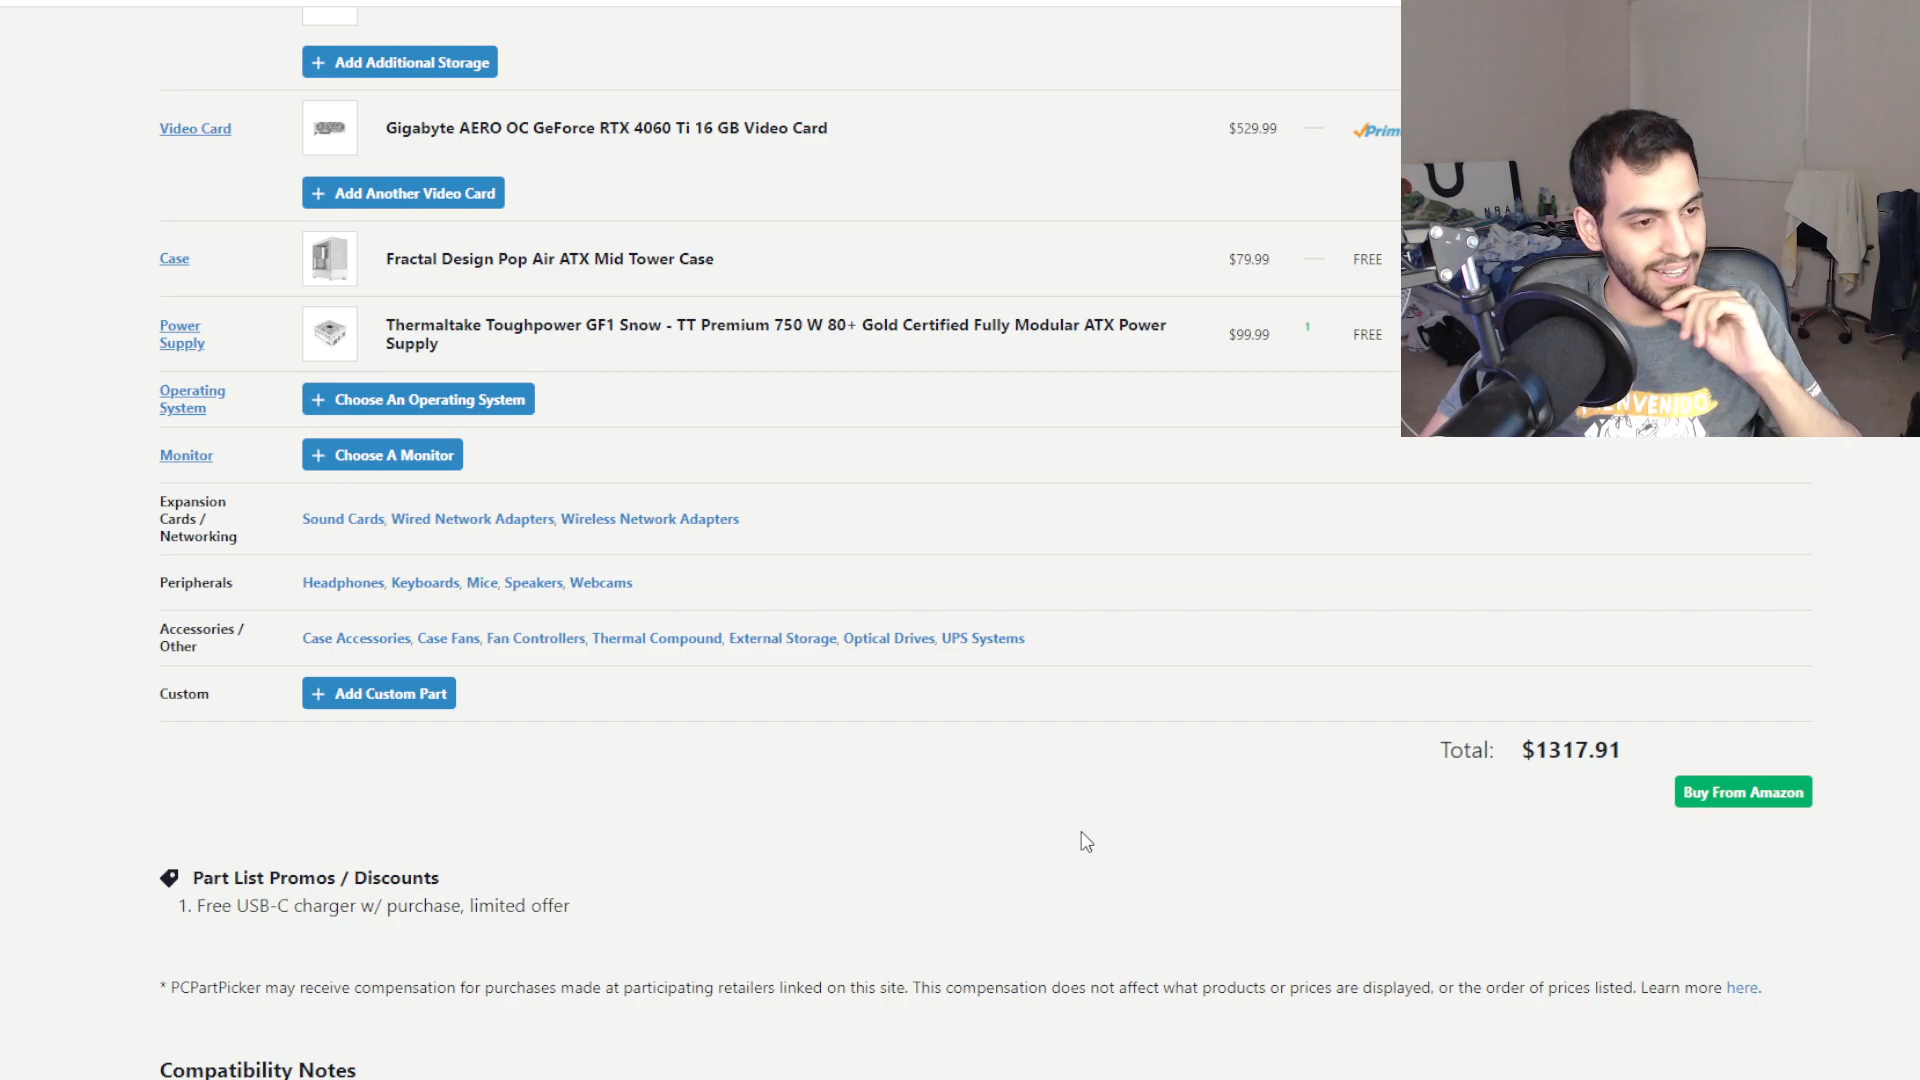 + Add Additional Storage
Video Card
Gigabyte AERO OC GeForce RTX 4060 Ti 16 GB Video Card
$529.99
Prim
+ Add Another Video Card
Case
Fractal Design Pop Air ATX Mid Tower Case
$79.99
FREE
Power
Supply
Thermaltake Toughpower GF1 Snow - TT Premium 750 W 80+ Gold Certified Fully Modular ATX Power
Supply
$99.99
1
FREE
Operating
System
+ Choose An Operating System
Monitor
+ Choose A Monitor
Expansion
Cards /
Networking
Sound Cards, Wired Network Adapters, Wireless Network Adapters
Peripherals
Headphones, Keyboards, Mice, Speakers, Webcams
Accessories /
Other
Case Accessories, Case Fans, Fan Controllers, Thermal Compound, External Storage, Optical Drives, UPS Systems
Custom
+ Add Custom Part
Total: $1317.91
Buy From Amazon
Part List Promos / Discounts
1. Free USB-C charger w/ purchase, limited offer
* PCPartPicker may receive compensation for purchases made at participating retailers linked on this site. This compensation does not affect what products or prices are displayed, or the order of prices listed. Learn more here.
Compatibility Notes
NBA
ENVENIDO